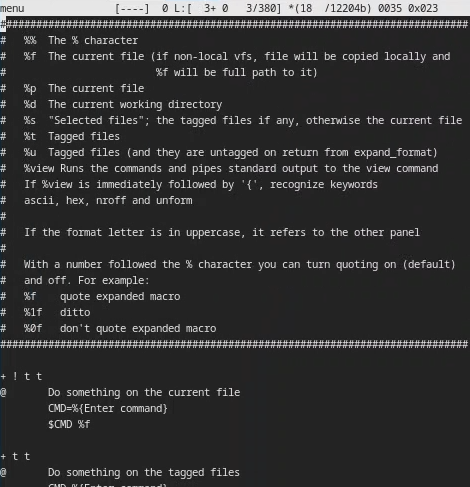 menu [----] 0 L:[ 3+ 0 3/380] *(18 /12204b) 0035 0x023
##############################################################################
# %% The % character
# %f The current file (if non-local vfs, file will be copied locally and
# %f will be full path to it)
# %p The current file
# %d The current working directory
# %s "Selected files"; the tagged files if any, otherwise the current file
# %t Tagged files
# %u Tagged files (and they are untagged on return from expand_format)
# %view Runs the commands and pipes standard output to the view command
# If %view is immediately followed by '{', recognize keywords
# ascii, hex, nroff and unform
#
# If the format letter is in uppercase, it refers to the other panel
#
# With a number followed the % character you can turn quoting on (default)
# and off. For example:
# %f quote expanded macro
# %1f ditto
# %0f don't quote expanded macro
##############################################################################
+ ! t t
@ Do something on the current file
CMD=%{Enter command}
$CMD %f
+ t t
@ Do something on the tagged files
CMD=%{Enter command}